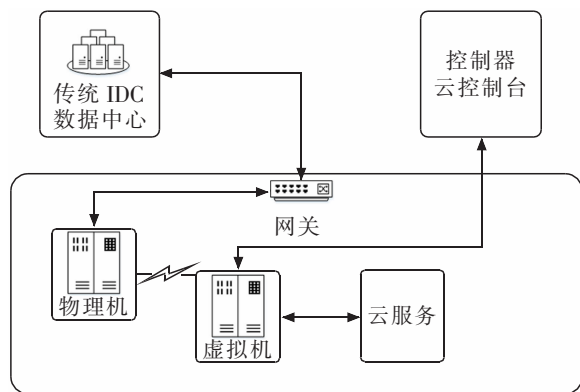 传统 IDC
数据中心
控制器
云控制台
网关
物理机
虚拟机
云服务